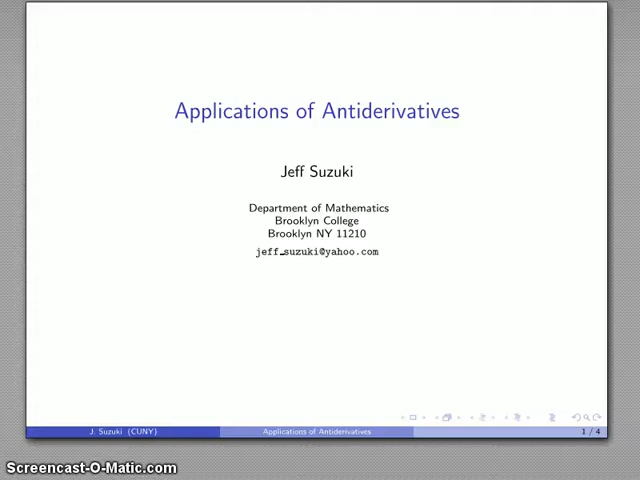 Applications of Antiderivatives
Jeff Suzuki
Department of Mathematics
Brooklyn College
Brooklyn NY 11210
jeff_suzuki@yahoo.com
J. Suzuki (CUNY)
Applications of Antiderivatives
1 / 4
Screencast-O-Matic.com